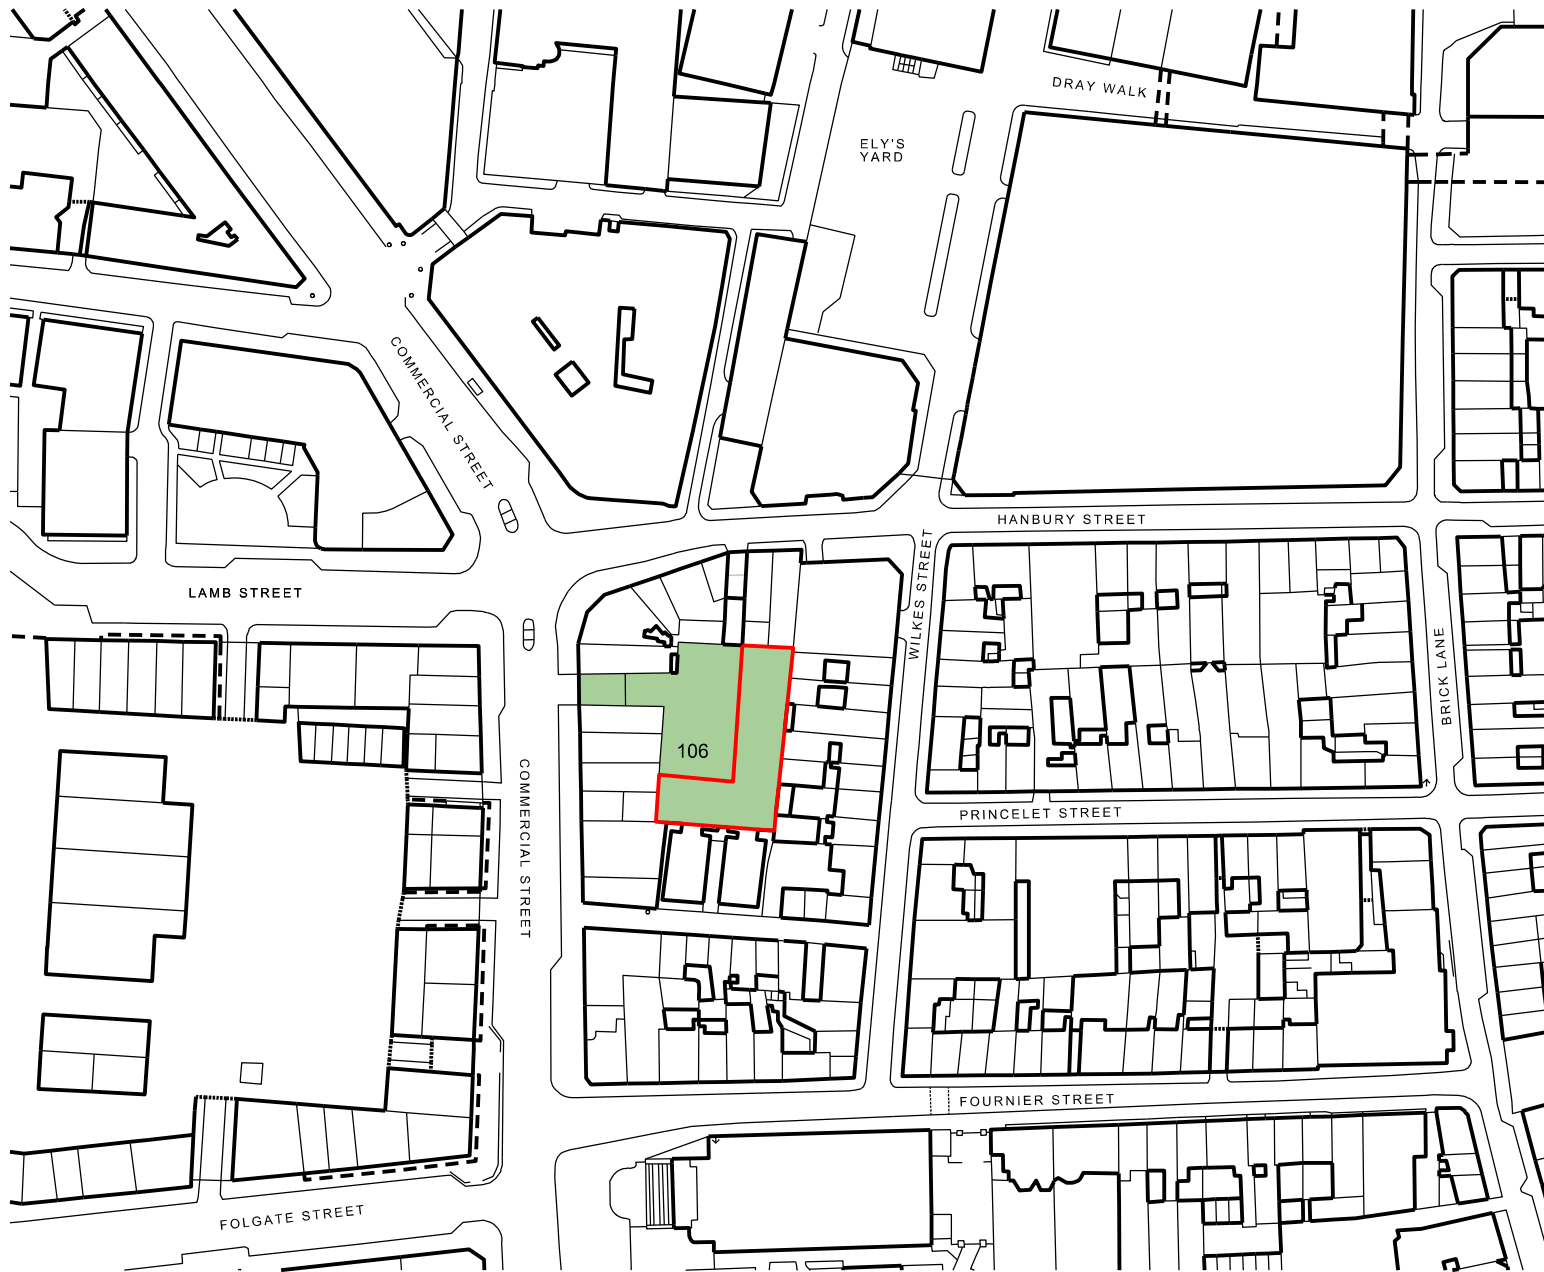 DRAY WALK
ELY'S
YARD
COMMERCIAL STREET
HANBURY STREET
WILKES STREET
LAMB STREET
BRICK LANE
106
COMMERCIAL STREET
PRINCELET STREET
FOURNIER STREET
FOLGATE STREET